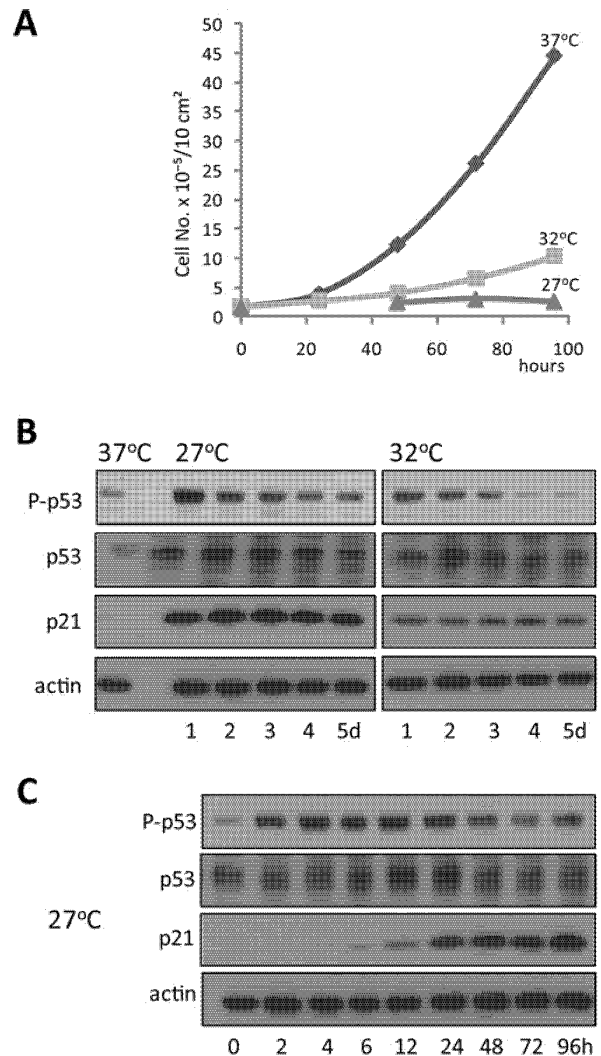 A
50
45
40
35
30
25
20
15
10
5
0
Cell No. x 10⁻⁵/10 cm²
37°C
32°C
27°C
0 20 40 60 80 100
hours
B
37°C 27°C 32°C
P-p53
p53
p21
actin
1 2 3 4 5d 1 2 3 4 5d
C
27°C
P-p53
p53
p21
actin
0 2 4 6 12 24 48 72 96h